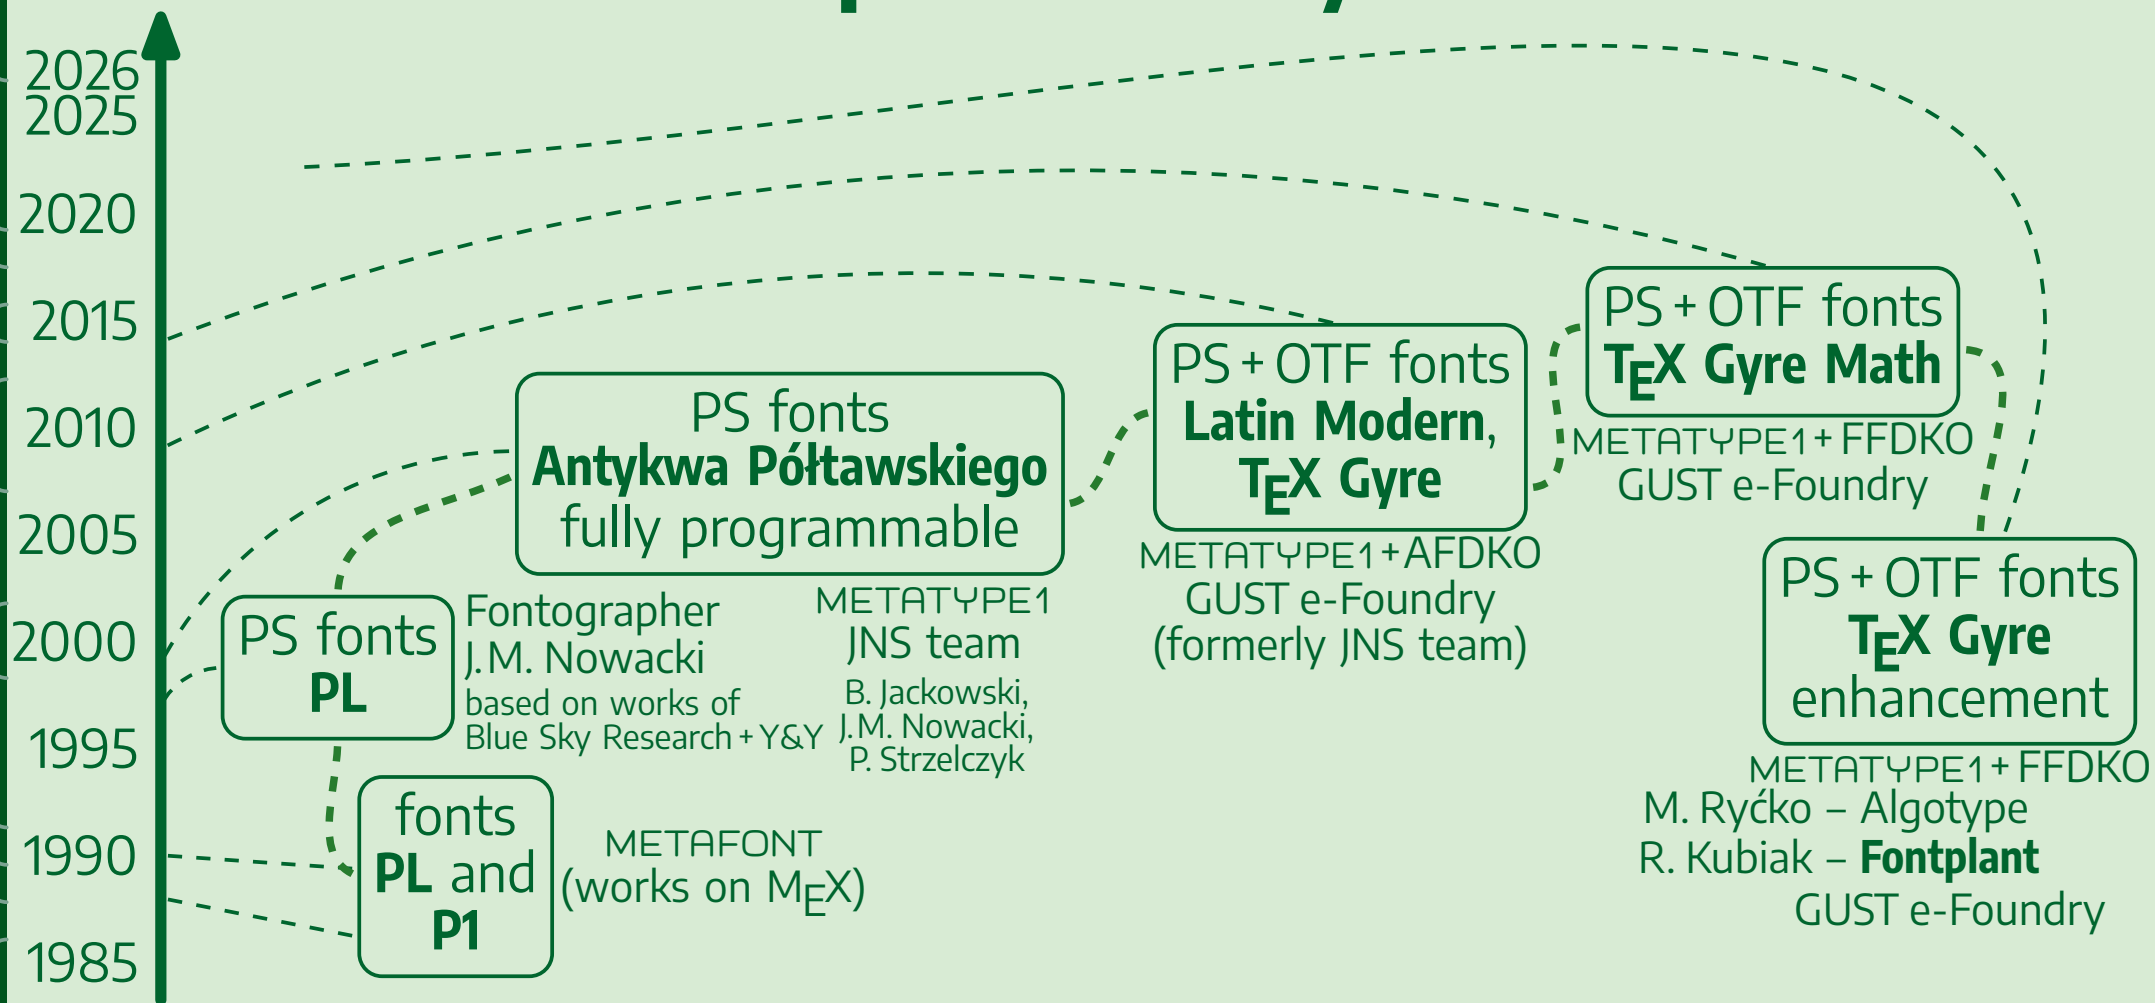 2026
2025
2020
2015
2010
2005
2000
1995
1990
1985
fonts
PL and
P1
METAFONT
(works on MEX)
PS fonts
PL
Fontographer
J.M. Nowacki
based on works of
Blue Sky Research + Y&Y
PS fonts
Antykwa Półtawskiego
fully programmable
METATYPE1
JNS team
B. Jackowski,
J.M. Nowacki,
P. Strzelczyk
PS + OTF fonts
Latin Modern,
TEX Gyre
METATYPE1+AFDKO
GUST e-Foundry
(formerly JNS team)
PS + OTF fonts
TEX Gyre Math
METATYPE1+ FFDKO
GUST e-Foundry
PS + OTF fonts
TEX Gyre
enhancement
METATYPE1+ FFDKO
M. Ryćko – Algotype
R. Kubiak – Fontplant
GUST e-Foundry